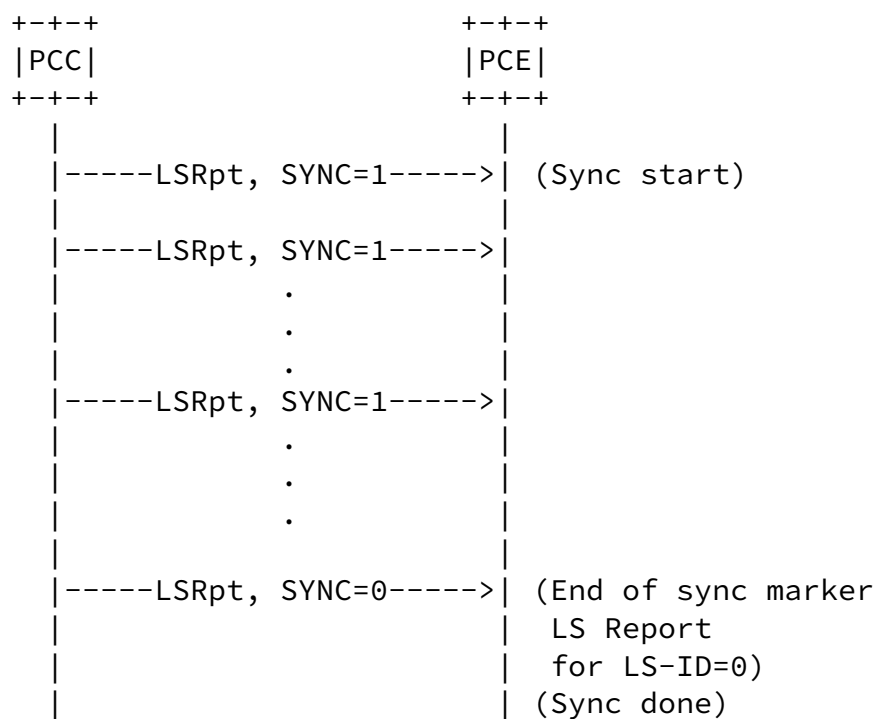 +-+-+                    +-+-+
|PCC|                    |PCE|
+-+-+                    +-+-+
  |                        |
  |-----LSRpt, SYNC=1----->| (Sync start)
  |                        |
  |-----LSRpt, SYNC=1----->|
  |            .           |
  |            .           |
  |            .           |
  |-----LSRpt, SYNC=1----->|
  |            .           |
  |            .           |
  |            .           |
  |                        |
  |-----LSRpt, SYNC=0----->| (End of sync marker
  |                        |  LS Report
  |                        |  for LS-ID=0)
  |                        | (Sync done)